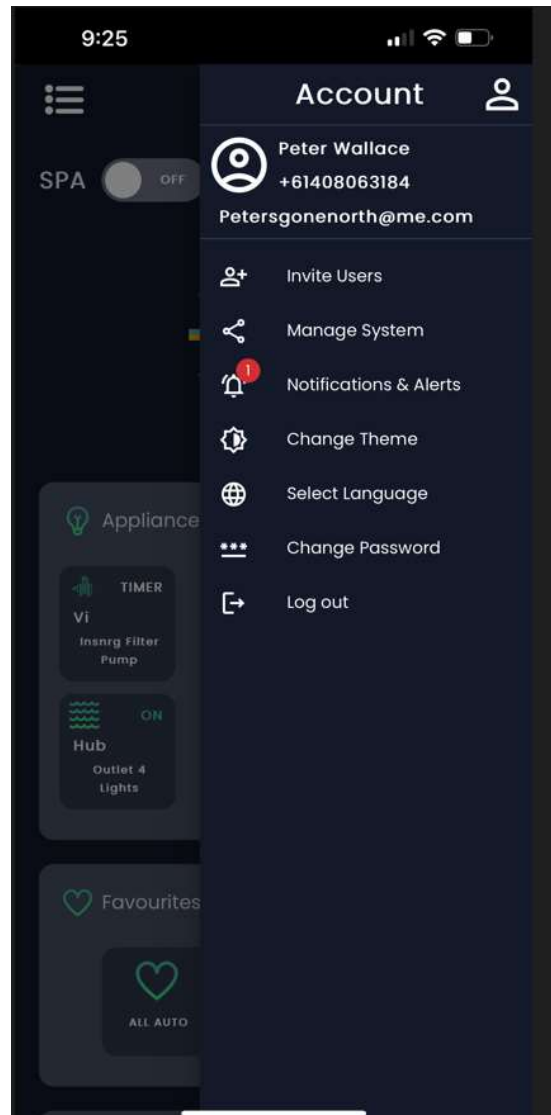 9:25
Account
Peter Wallace
+61408063184
Petersgonenorth@me.com
SPA
OFF
Invite Users
Manage System
1
Notifications & Alerts
Change Theme
Select Language
***
Change Password
Log out
Appliance
TIMER
Vi
Insnrg Filter
Pump
ON
Hub
Outlet 4
Lights
Favourites
ALL AUTO